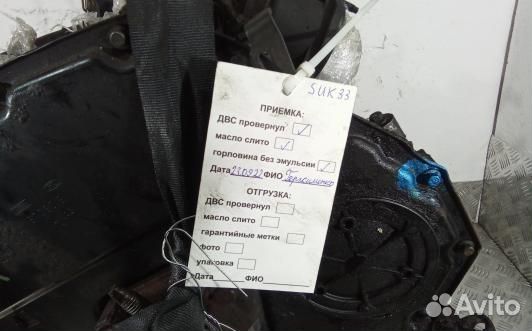 SUK33
ПРИЕМКА:
ДВС провернул
масло слито
горловина без эмульсии
Дата 230922 ФИО Герасименко
ОТГРУЗКА:
ДВС провернул
масло слито
гарантийные метки
фото
упаковка
Дата ФИО
Avito